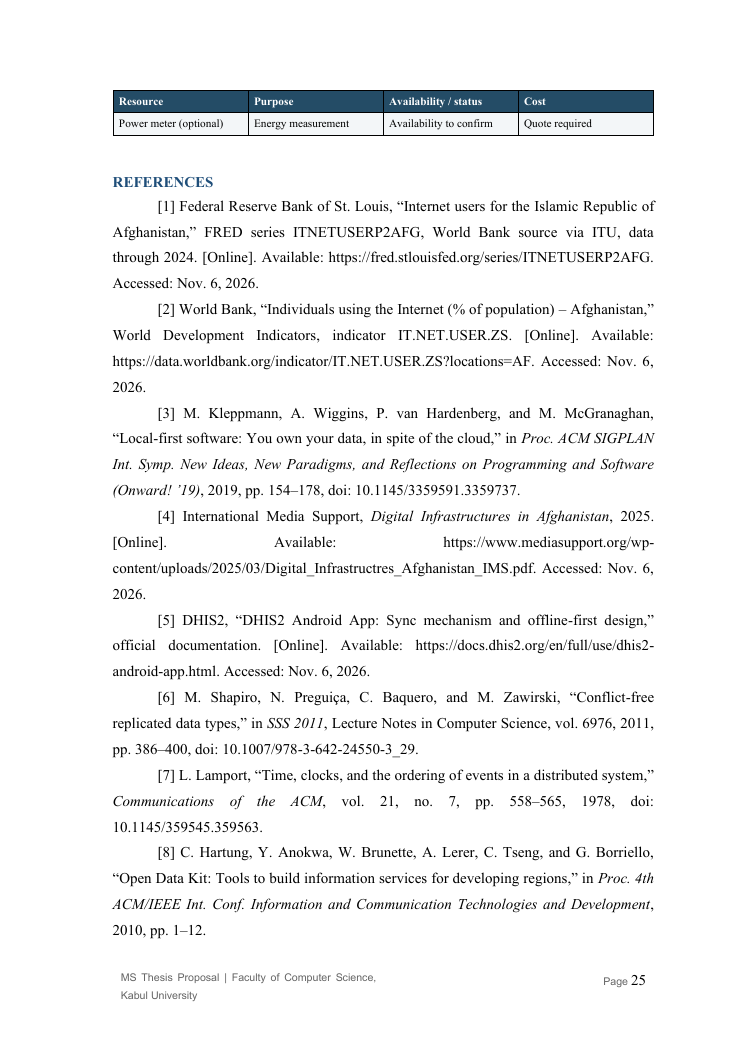 Resource Purpose Availability / status Cost
Power meter (optional) Energy measurement Availability to confirm Quote required
REFERENCES
[1] Federal Reserve Bank of St. Louis, “Internet users for the Islamic Republic of
Afghanistan,” FRED series ITNETUSERP2AFG, World Bank source via ITU, data
through 2024. [Online]. Available: https://fred.stlouisfed.org/series/ITNETUSERP2AFG.
Accessed: Nov. 6, 2026.
[2] World Bank, “Individuals using the Internet (% of population) – Afghanistan,”
World Development Indicators, indicator IT.NET.USER.ZS. [Online]. Available:
https://data.worldbank.org/indicator/IT.NET.USER.ZS?locations=AF. Accessed: Nov. 6,
2026.
[3] M. Kleppmann, A. Wiggins, P. van Hardenberg, and M. McGranaghan,
“Local-first software: You own your data, in spite of the cloud,” in Proc. ACM SIGPLAN
Int. Symp. New Ideas, New Paradigms, and Reflections on Programming and Software
(Onward! ’19), 2019, pp. 154–178, doi: 10.1145/3359591.3359737.
[4] International Media Support, Digital Infrastructures in Afghanistan, 2025.
[Online]. Available: https://www.mediasupport.org/wp-
content/uploads/2025/03/Digital_Infrastructres_Afghanistan_IMS.pdf. Accessed: Nov. 6,
2026.
[5] DHIS2, “DHIS2 Android App: Sync mechanism and offline-first design,”
official documentation. [Online]. Available: https://docs.dhis2.org/en/full/use/dhis2-
android-app.html. Accessed: Nov. 6, 2026.
[6] M. Shapiro, N. Preguiça, C. Baquero, and M. Zawirski, “Conflict-free
replicated data types,” in SSS 2011, Lecture Notes in Computer Science, vol. 6976, 2011,
pp. 386–400, doi: 10.1007/978-3-642-24550-3_29.
[7] L. Lamport, “Time, clocks, and the ordering of events in a distributed system,”
Communications of the ACM, vol. 21, no. 7, pp. 558–565, 1978, doi:
10.1145/359545.359563.
[8] C. Hartung, Y. Anokwa, W. Brunette, A. Lerer, C. Tseng, and G. Borriello,
“Open Data Kit: Tools to build information services for developing regions,” in Proc. 4th
ACM/IEEE Int. Conf. Information and Communication Technologies and Development,
2010, pp. 1–12.
MS Thesis Proposal | Faculty of Computer Science,
Kabul University
Page 25